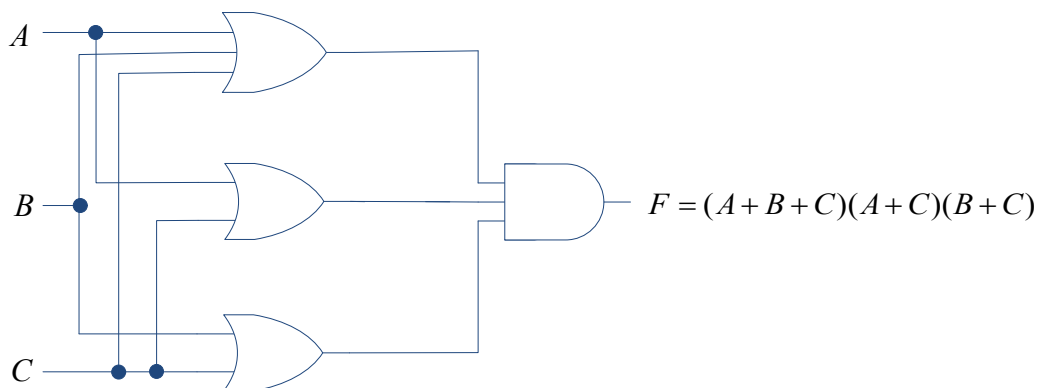 A
B
F = (A + B + C)(A + C)(B + C)
C